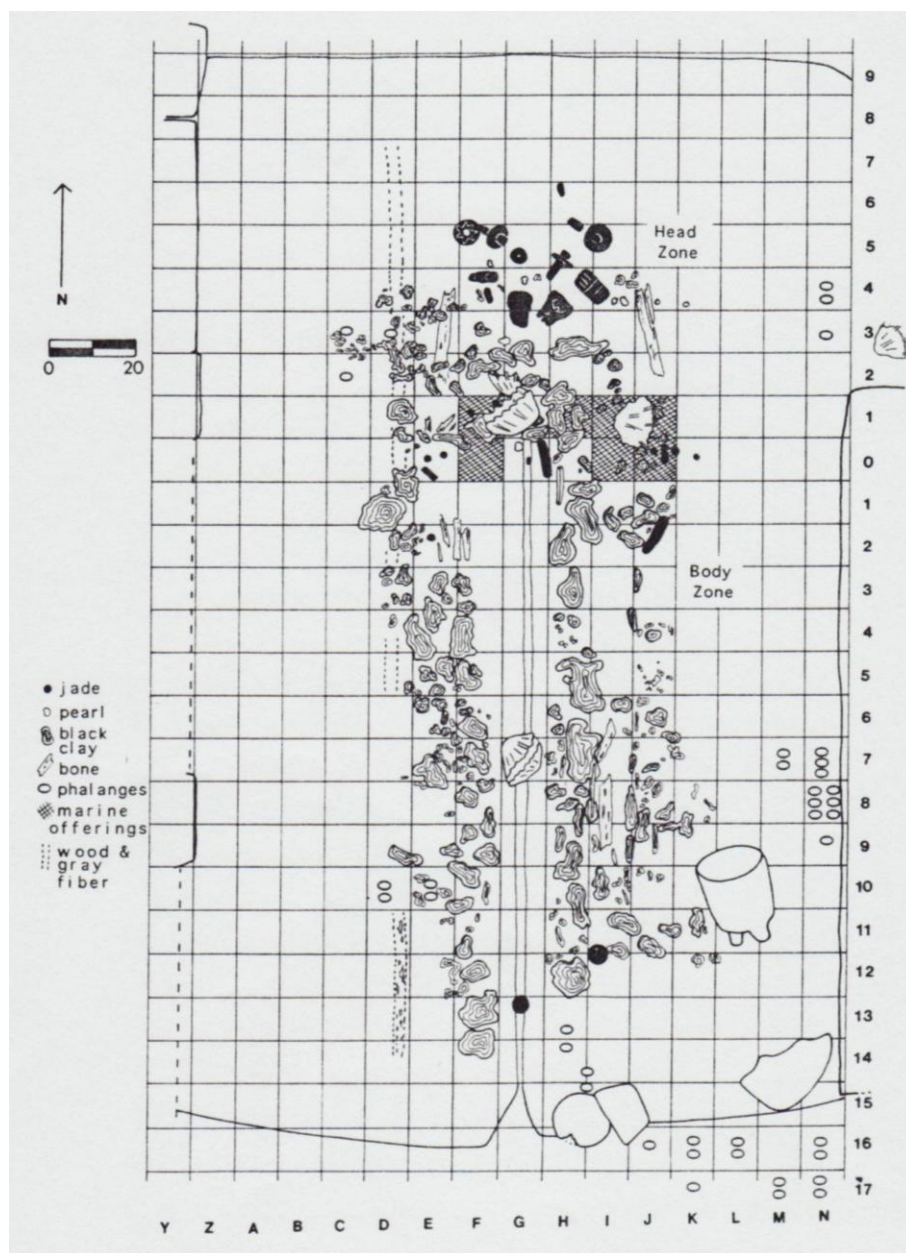 9
8
7
6
5
4
3
2
1
0
1
2
3
4
5
6
7
8
9
10
11
12
13
14
15
16
17
Head
Zone
N
0 20
Body
Zone
jade
pearl
black
clay
bone
phalanges
marine
offerings
wood &
gray
fiber
Y Z A B C D E F G H I J K L M N